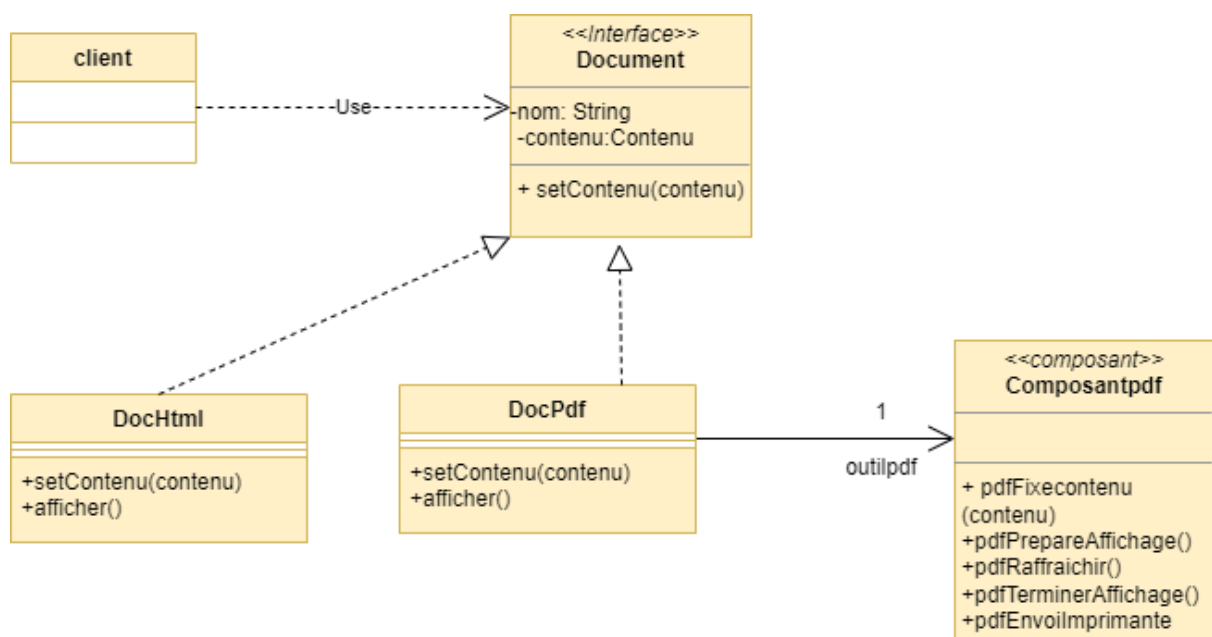 client
<<Interface>>
Document
-nom: String
-contenu:Contenu
+ setContenu(contenu)
Use
DocHtml
+setContenu(contenu)
+afficher()
DocPdf
+setContenu(contenu)
+afficher()
1
outilpdf
<<composant>>
Composantpdf
+ pdfFixecontenu
(contenu)
+pdfPrepareAffichage()
+pdfRaffraichir()
+pdfTerminerAffichage()
+pdfEnvoiImprimante